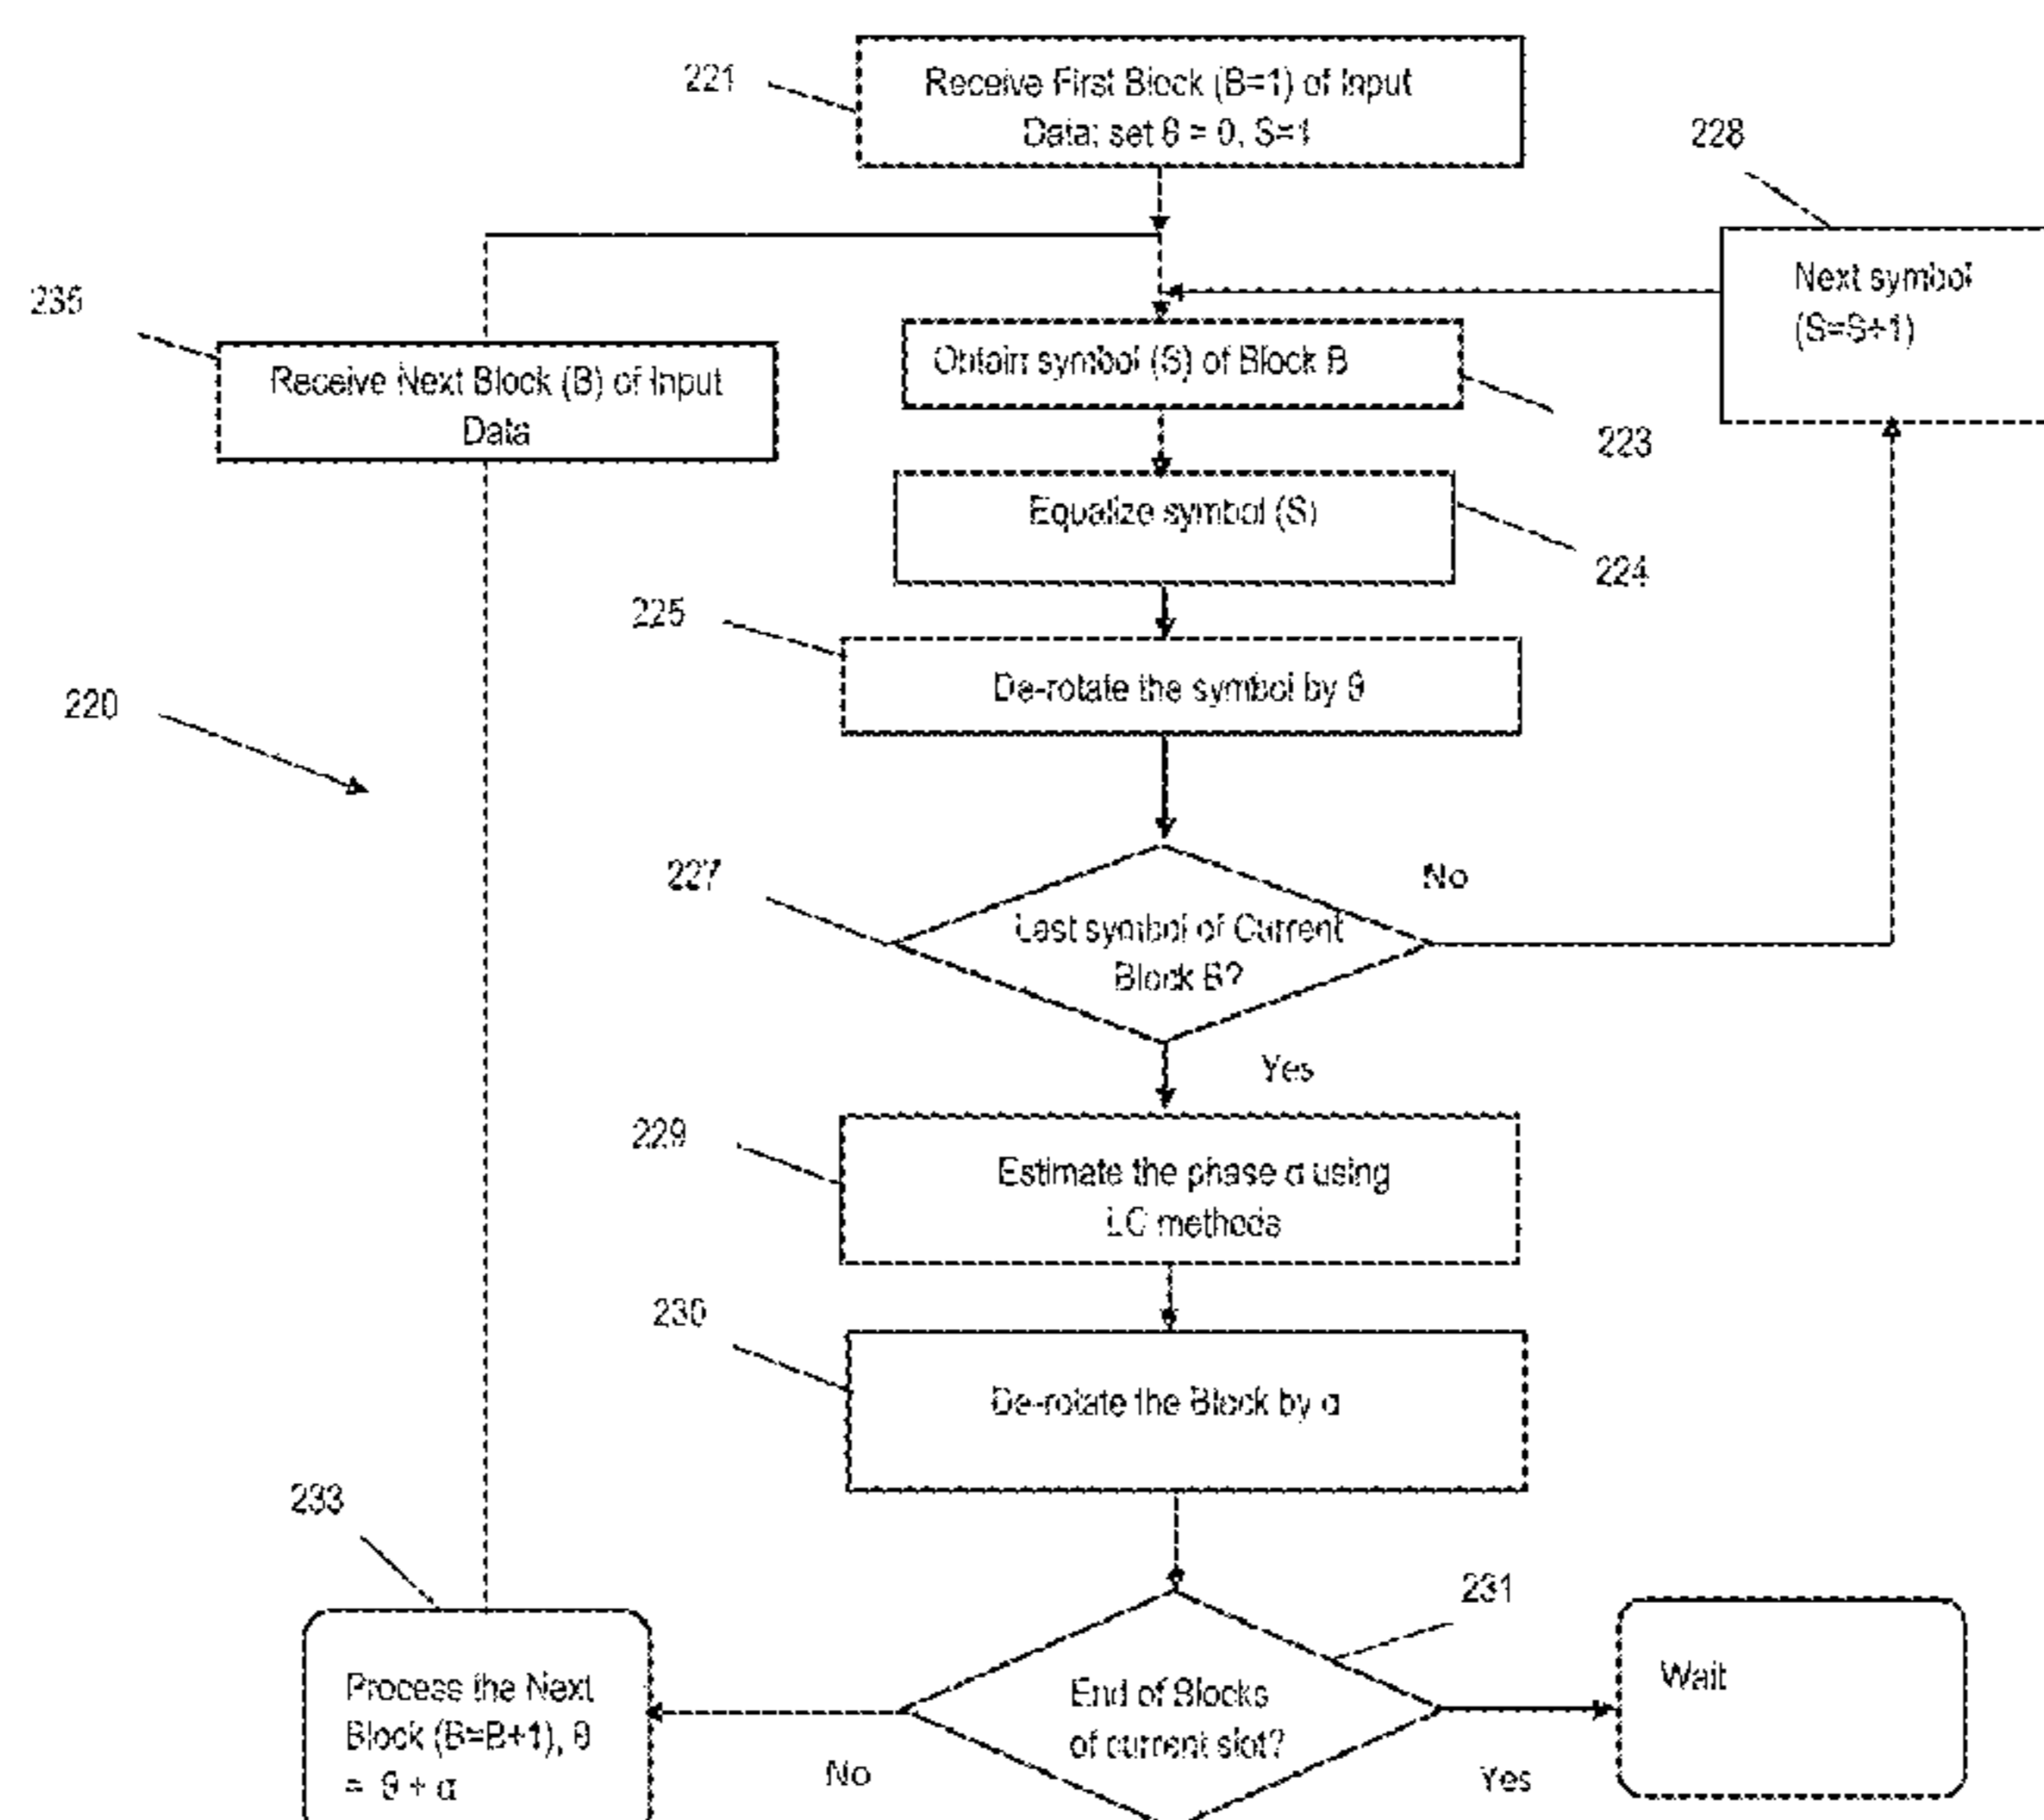 221
Receive First Block (B=1) of Input
Data; set θ = 0, S=1
228
Next symbol
(S=S+1)
235
Receive Next Block (B) of Input
Data
Obtain symbol (S) of Block B
223
Equalize symbol (S)
224
225
De-rotate the symbol by θ
220
227
No
Last symbol of Current
Block B?
Yes
229
Estimate the phase α using
LC methods
230
De-rotate the Block by α
233
231
Process the Next
Block (B=B+1), θ
= θ + α
End of Blocks
of current slot?
Wait
No
Yes